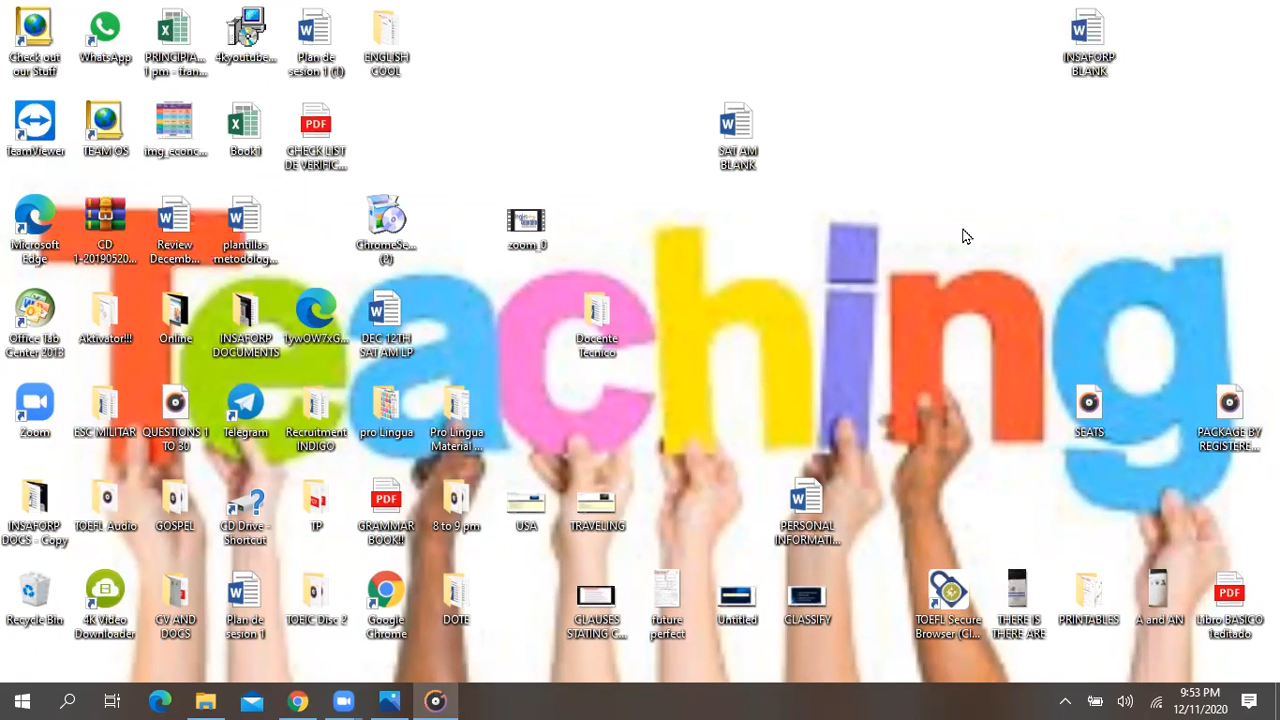 Check out
our Stuff
WhatsApp
PRINCIPIA...
1 pm - fran...
4kyoutube...
Plan de
sesion 1 (1)
ENGLISH
COOL
INSAFORP
BLANK
TeamViewer
TEAM OS
img_econc...
Book1
CHECK LIST
DE VERIFIC...
SAT AM
BLANK
Microsoft
Edge
CD
1-20190520...
Review
Decemb...
plantillas
metodolog...
ChromeSe...
(2)
zoom_0
Teaching
Office Tab
Center 2013
Aktivator!!!
Online
INSAFORP
DOCUMENTS
1ywOW7xG...
DEC 12TH
SAT AM LP
Docente
Tecnico
Zoom
ESC MILITAR
QUESTIONS 1
TO 30
Telegram
Recruitment
INDIGO
pro Lingua
Pro Lingua
Material ...
SEATS
PACKAGE BY
REGISTERE...
INSAFORP
DOCS - Copy
TOEFL Audio
GOSPEL
CD Drive -
Shortcut
TP
GRAMMAR
BOOK!!
8 to 9 pm
USA
TRAVELING
PERSONAL
INFORMATI...
Recycle Bin
4K Video
Downloader
CV AND
DOCS
Plan de
sesion 1
TOEIC Disc 2
Google
Chrome
DOTE
CLAUSES
STATING C...
future
perfect
Untitled
CLASSIFY
TOEFL Secure
Browser (Cl...
THERE IS
THERE ARE
PRINTABLES
A and AN
Libro BASICO
1editado
9:53 PM
12/11/2020